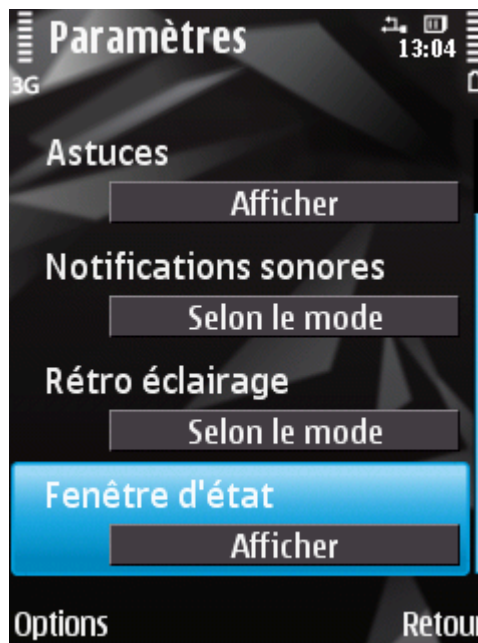 Paramètres
13:04
3G
Astuces
Afficher
Notifications sonores
Selon le mode
Rétro éclairage
Selon le mode
Fenêtre d'état
Afficher
Options
Retour